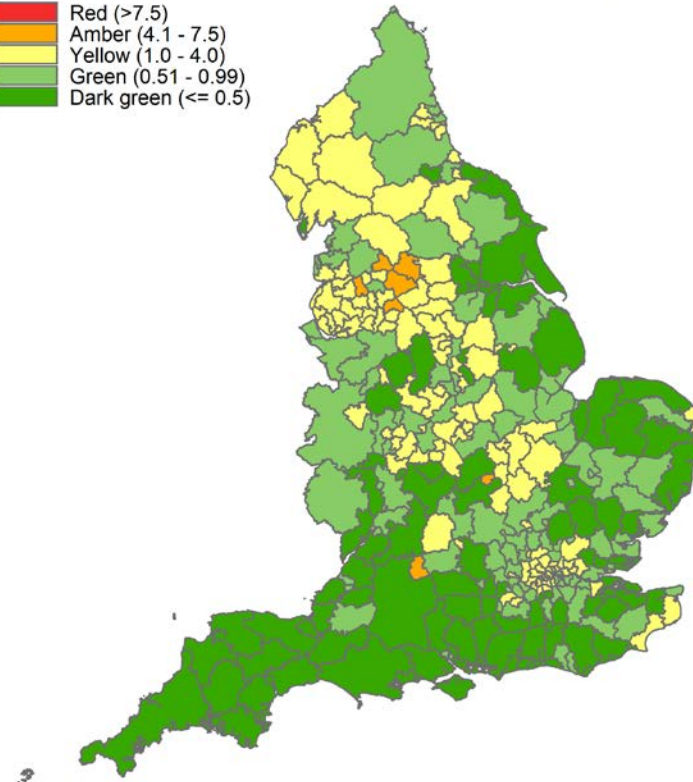 Red (>7.5)
Amber (4.1 - 7.5)
Yellow (1.0 - 4.0)
Green (0.51 - 0.99)
Dark green (<= 0.5)